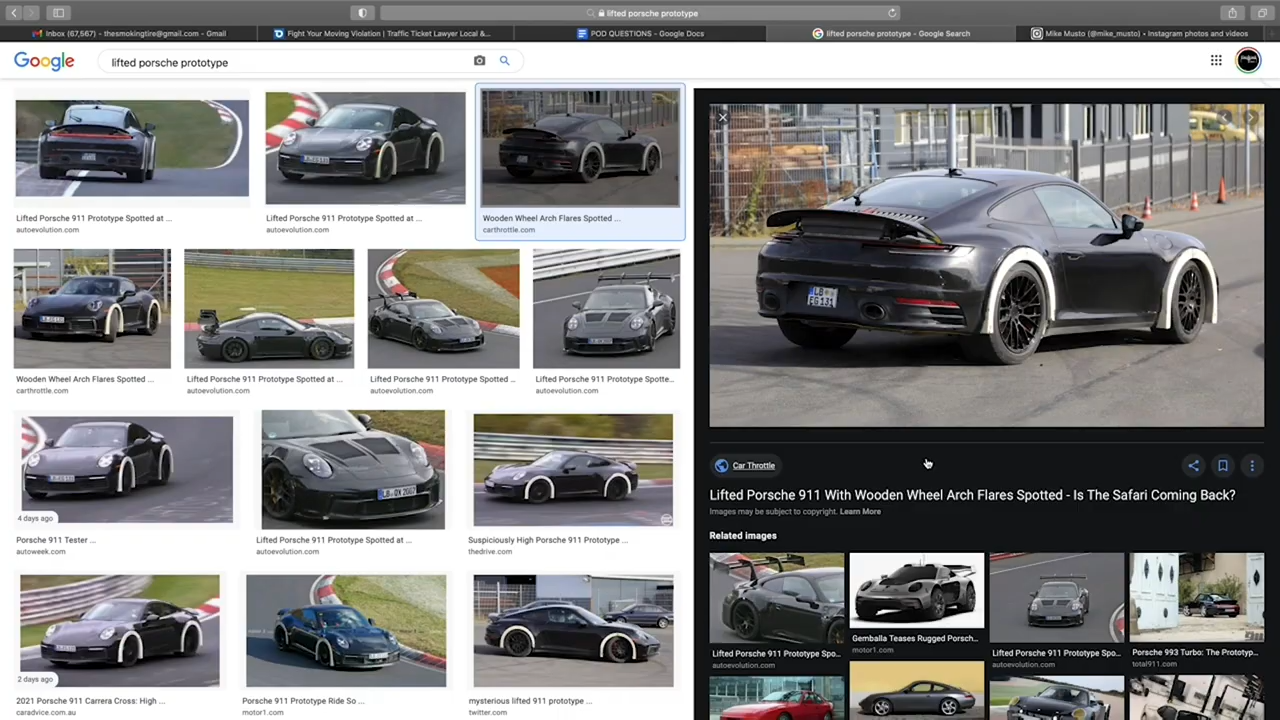 lifted porsche prototype
Inbox (67,567) - thesmokingtire@gmail.com - Gmail
Fight Your Moving Violation | Traffic Ticket Lawyer Local &...
POD QUESTIONS - Google Docs
lifted porsche prototype - Google Search
Mike Musto (@mike_musto) • Instagram photos and videos
Google
lifted porsche prototype
Lifted Porsche 911 Prototype Spotted at ...
autoevolution.com
Lifted Porsche 911 Prototype Spotted at ...
autoevolution.com
Wooden Wheel Arch Flares Spotted ...
carthrottle.com
Wooden Wheel Arch Flares Spotted ...
carthrottle.com
Lifted Porsche 911 Prototype Spotted at ...
autoevolution.com
Lifted Porsche 911 Prototype Spotted ...
autoevolution.com
Lifted Porsche 911 Prototype Spotte...
autoevolution.com
4 days ago
Porsche 911 Tester ...
autoweek.com
LB DX 2007
Lifted Porsche 911 Prototype Spotted at ...
autoevolution.com
Suspiciously High Porsche 911 Prototype ...
thedrive.com
2 days ago
2021 Porsche 911 Carrera Cross: High ...
caradvice.com.au
Porsche 911 Prototype Ride So ...
motor1.com
mysterious lifted 911 prototype ...
twitter.com
LB
FG 131
Car Throttle
Lifted Porsche 911 With Wooden Wheel Arch Flares Spotted - Is The Safari Coming Back?
Images may be subject to copyright. Learn More
Related images
Lifted Porsche 911 Prototype Spo...
autoevolution.com
Gemballa Teases Rugged Porsch...
motor1.com
Lifted Porsche 911 Prototype Spo...
autoevolution.com
Porsche 993 Turbo: The Prototyp...
total911.com